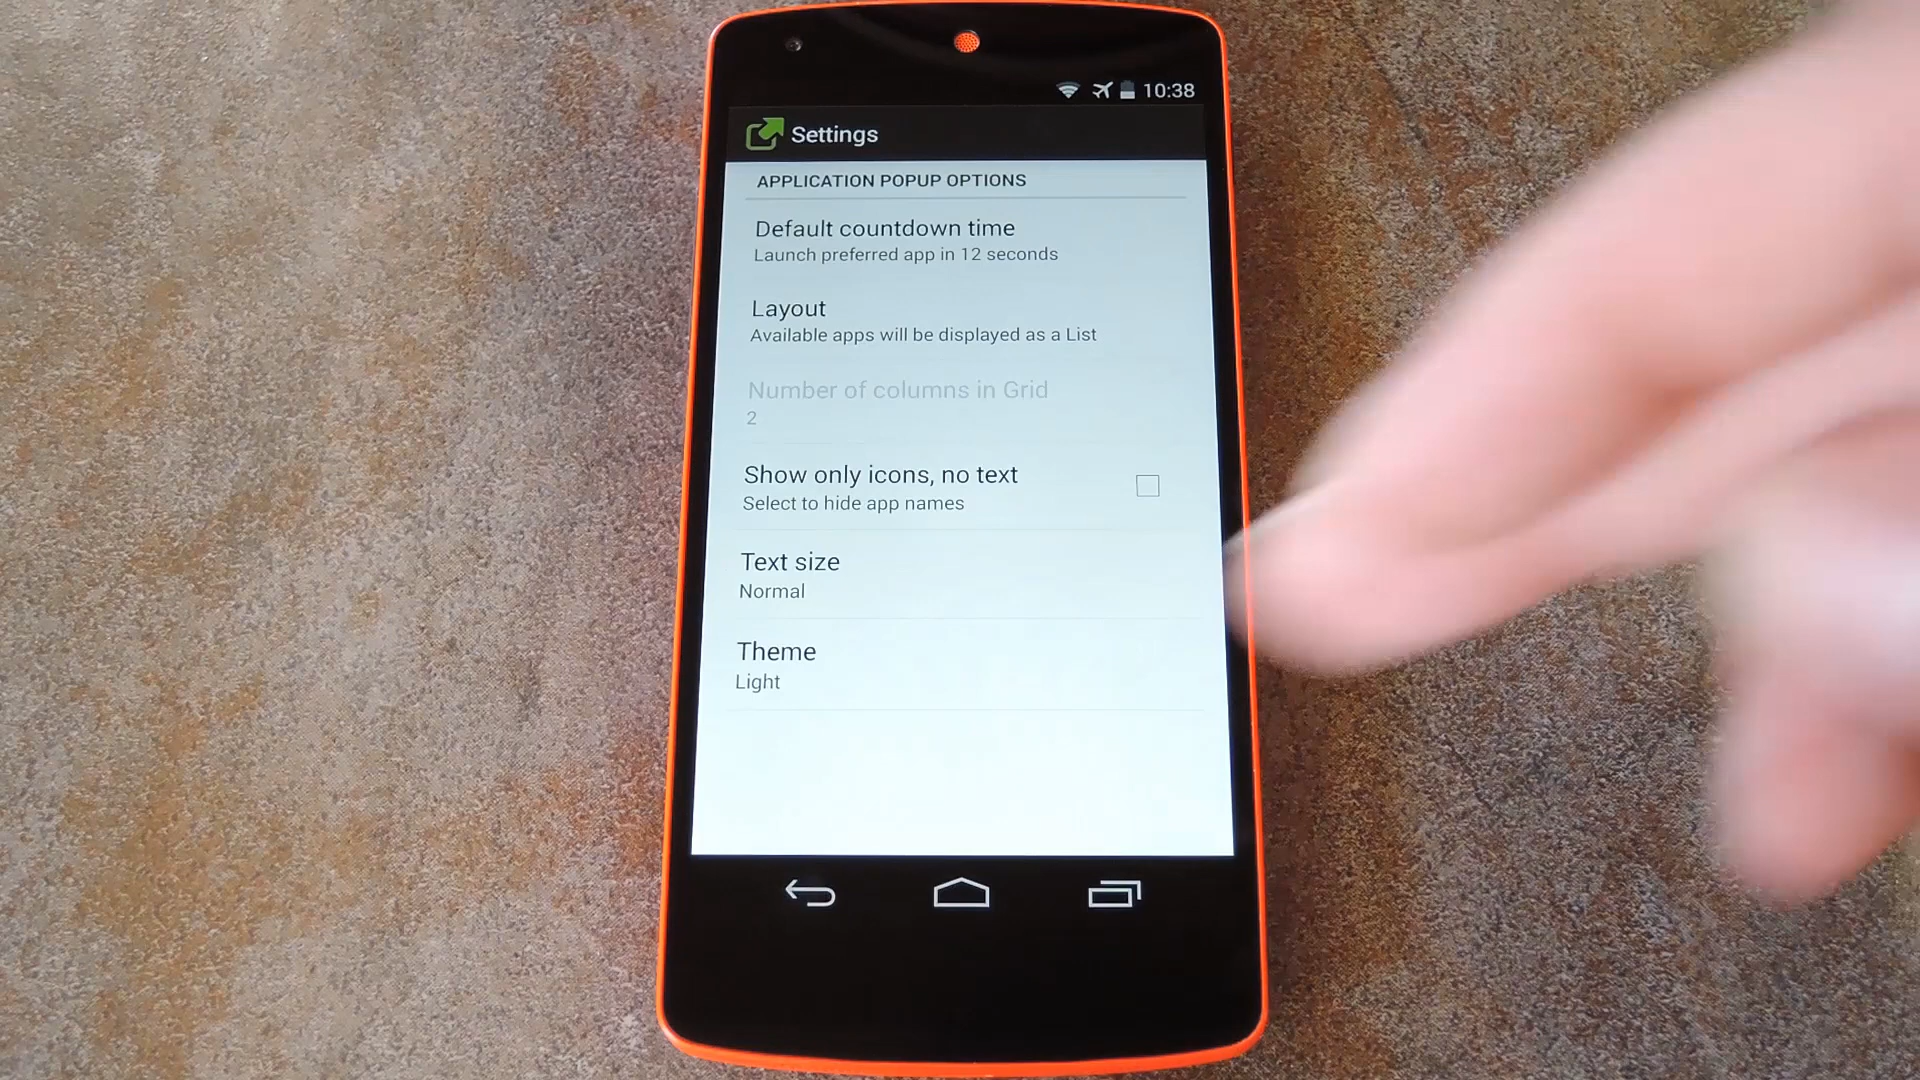 10:38
Settings
APPLICATION POPUP OPTIONS
Default countdown time
Launch preferred app in 12 seconds
Layout
Available apps will be displayed as a List
Number of columns in Grid
2
Show only icons, no text
Select to hide app names
Text size
Normal
Theme
Light